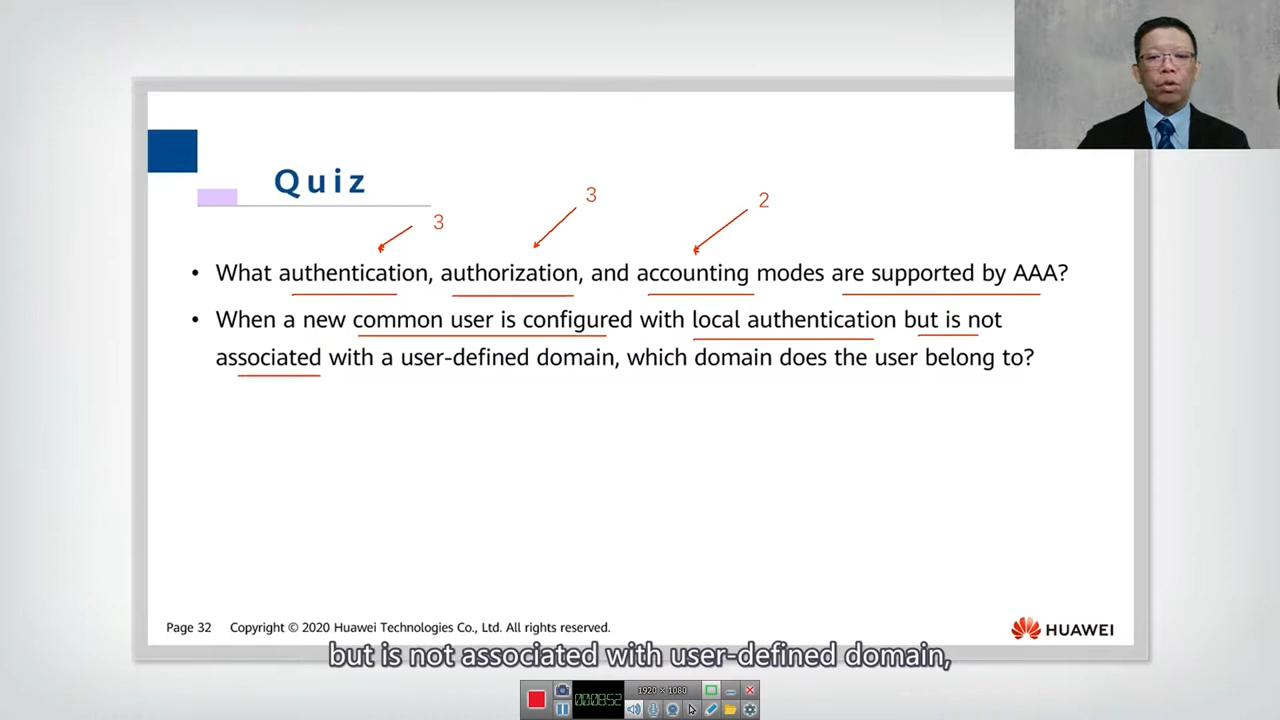 Quiz
3
3
2
• What authentication, authorization, and accounting modes are supported by AAA?
• When a new common user is configured with local authentication but is not
associated with a user-defined domain, which domain does the user belong to?
Page 32 Copyright © 2020 Huawei Technologies Co., Ltd. All rights reserved.
HUAWEI
but is not associated with user-defined domain,
00:08:52
1920 × 1080